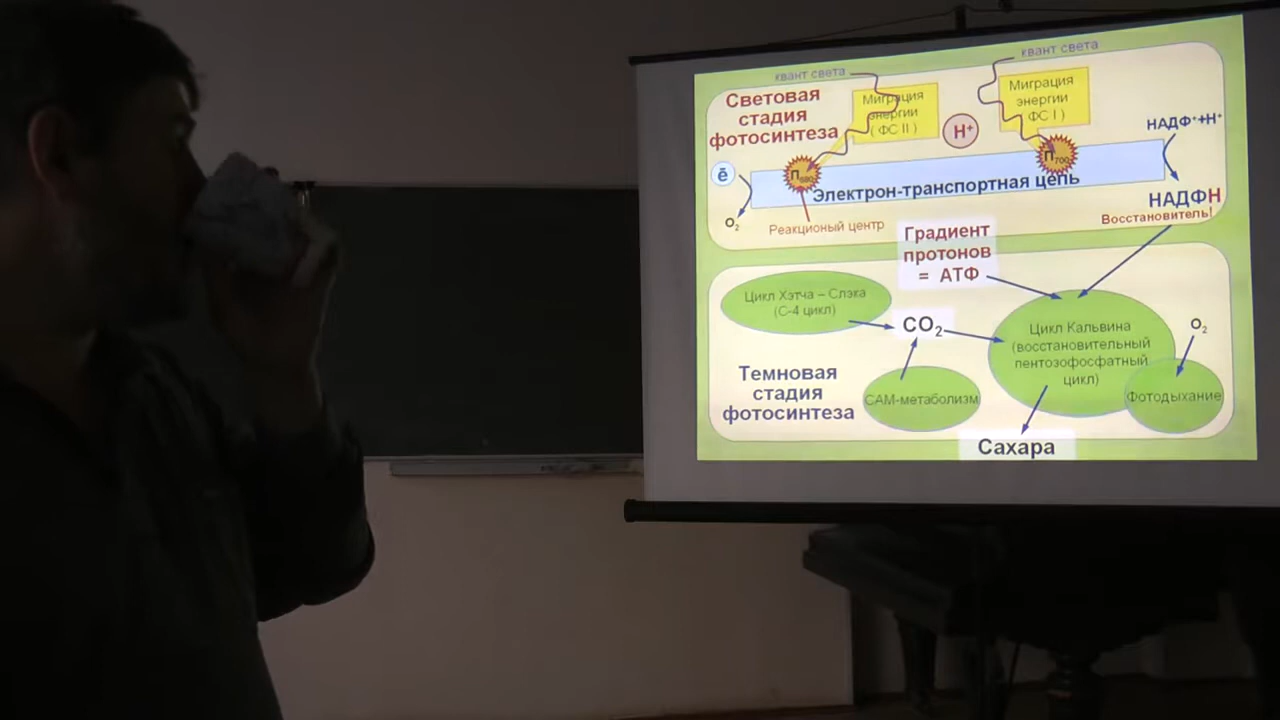 квант света
квант света
Световая
стадия
фотосинтеза
Миграция
энергии
( ФС II )
H⁺
Миграция
энергии
ФС I )
НАДФ⁺+H⁺
ē
П₆₈₀
П₇₀₀
Электрон-транспортная цепь
НАДФН
Восстановитель!
O₂
Реакционый центр
Градиент
протонов
= АТФ
Цикл Хэтча – Слэка
(С-4 цикл)
CO₂
Цикл Кальвина
(восстановительный
пентозофосфатный
цикл)
O₂
Темновая
стадия
фотосинтеза
САМ-метаболизм
Фотодыхание
Сахара